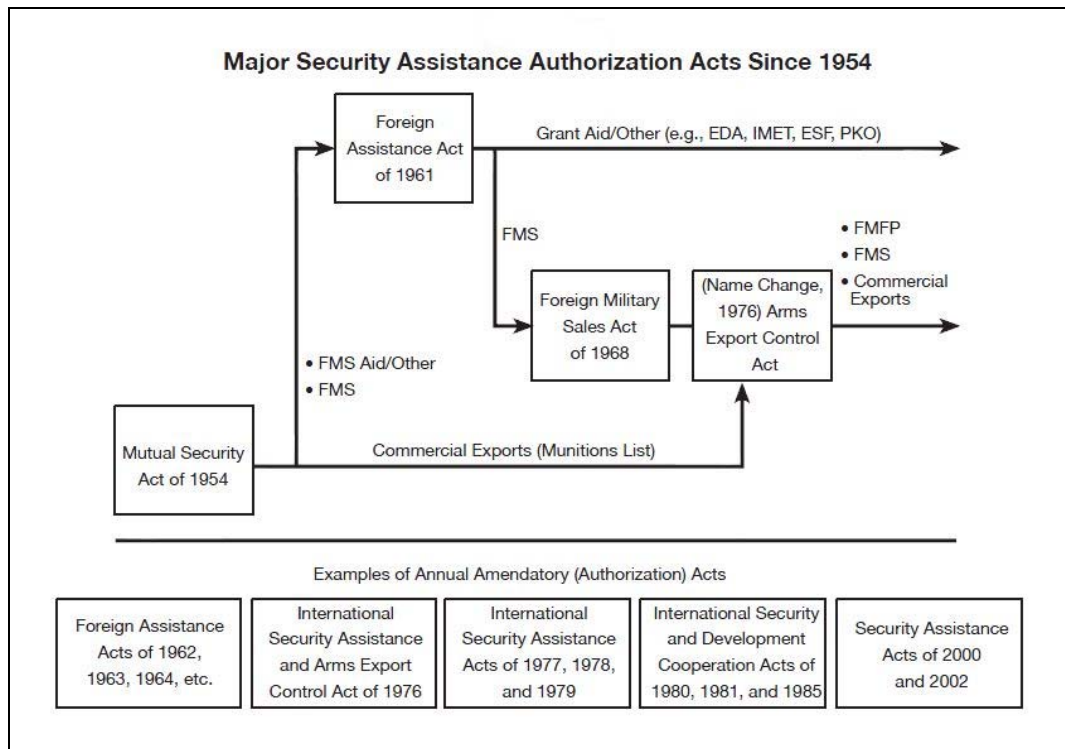 Major Security Assistance Authorization Acts Since 1954
Foreign
Assistance Act
of 1961
Grant Aid/Other (e.g., EDA, IMET, ESF, PKO)
FMS
• FMFP
• FMS
• Commercial
Exports
Foreign Military
Sales Act
of 1968
(Name Change,
1976) Arms
Export Control
Act
• FMS Aid/Other
• FMS
Mutual Security
Act of 1954
Commercial Exports (Munitions List)
Examples of Annual Amendatory (Authorization) Acts
Foreign Assistance
Acts of 1962,
1963, 1964, etc.
International
Security Assistance
and Arms Export
Control Act of 1976
International
Security Assistance
Acts of 1977, 1978,
and 1979
International Security
and Development
Cooperation Acts of
1980, 1981, and 1985
Security Assistance
Acts of 2000
and 2002